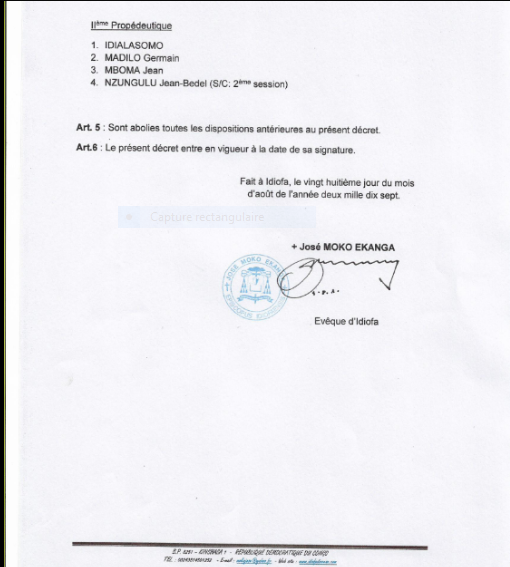 IIème Propédeutique
1. IDIALASOMO
2. MADILO Germain
3. MBOMA Jean
4. NZUNGULU Jean-Bedel (S/C: 2ème session)
Art. 5 : Sont abolies toutes les dispositions antérieures au présent décret.
Art.6 : Le présent décret entre en vigueur à la date de sa signature.
Fait à Idiofa, le vingt huitième jour du mois
d'août de l'année deux mille dix sept.
Capture rectangulaire
+ José MOKO EKANGA
Evêque d'Idiofa
REPUBLIQUE DEMOCRATIQUE DU CONGO